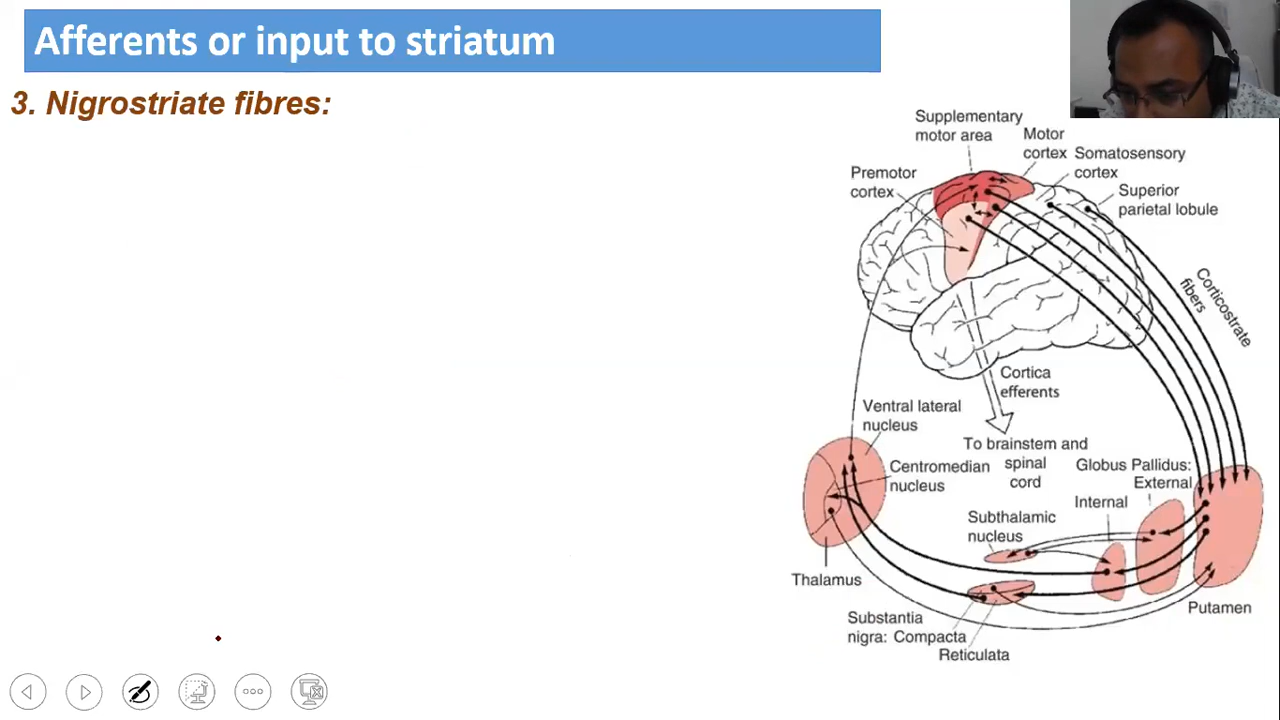 Afferents or input to striatum
3. Nigrostriate fibres:
Supplementary
motor area
Motor
cortex
Somatosensory
cortex
Premotor
cortex
Superior
parietal lobule
Corticostrate
fibers
Cortica
efferents
Ventral lateral
nucleus
To brainstem and
spinal
cord
Centromedian
nucleus
Globus Pallidus:
External
Internal
Subthalamic
nucleus
Thalamus
Putamen
Substantia
nigra: Compacta
Reticulata